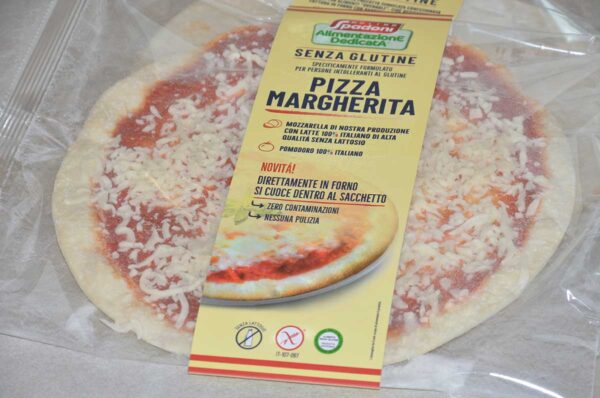 Spadoni
AlimentazionE
DedicatA
SENZA GLUTINE
SPECIFICAMENTE FORMULATO
PER PERSONE INTOLLERANTI AL GLUTINE
PIZZA
MARGHERITA
MOZZARELLA DI NOSTRA PRODUZIONE
CON LATTE 100% ITALIANO DI ALTA
QUALITÀ SENZA LATTOSIO
POMODORO 100% ITALIANO
NOVITÀ!
DIRETTAMENTE IN FORNO
SI CUOCE DENTRO AL SACCHETTO
ZERO CONTAMINAZIONI
NESSUNA PULIZIA
SENZA LATTOSIO